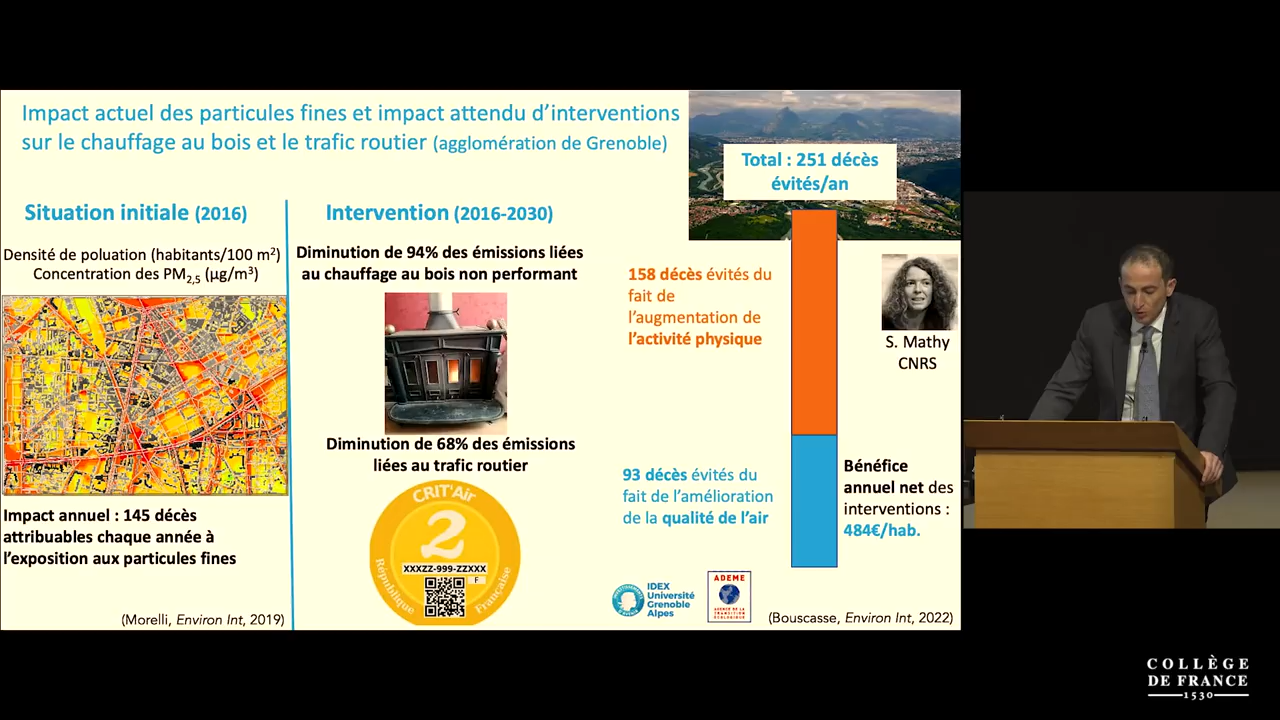 Impact actuel des particules fines et impact attendu d'interventions
sur le chauffage au bois et le trafic routier (agglomération de Grenoble)
Situation initiale (2016)
Densité de poluation (habitants/100 m²)
Concentration des PM2,5 (µg/m³)
Impact annuel : 145 décès
attribuables chaque année à
l'exposition aux particules fines
(Morelli, Environ Int, 2019)
Intervention (2016-2030)
Diminution de 94% des émissions liées
au chauffage au bois non performant
Diminution de 68% des émissions
liées au trafic routier
CRIT'Air
2
XXXZZ-999-ZZXXX
F
République
Française
Total : 251 décès
évités/an
158 décès évités du
fait de
l'augmentation de
l'activité physique
93 décès évités du
fait de l'amélioration
de la qualité de l'air
S. Mathy
CNRS
Bénéfice
annuel net des
interventions :
484€/hab.
IDEX
Université
Grenoble
Alpes
ADEME
(Bouscasse, Environ Int, 2022)
COLLÈGE
DE FRANCE
1530